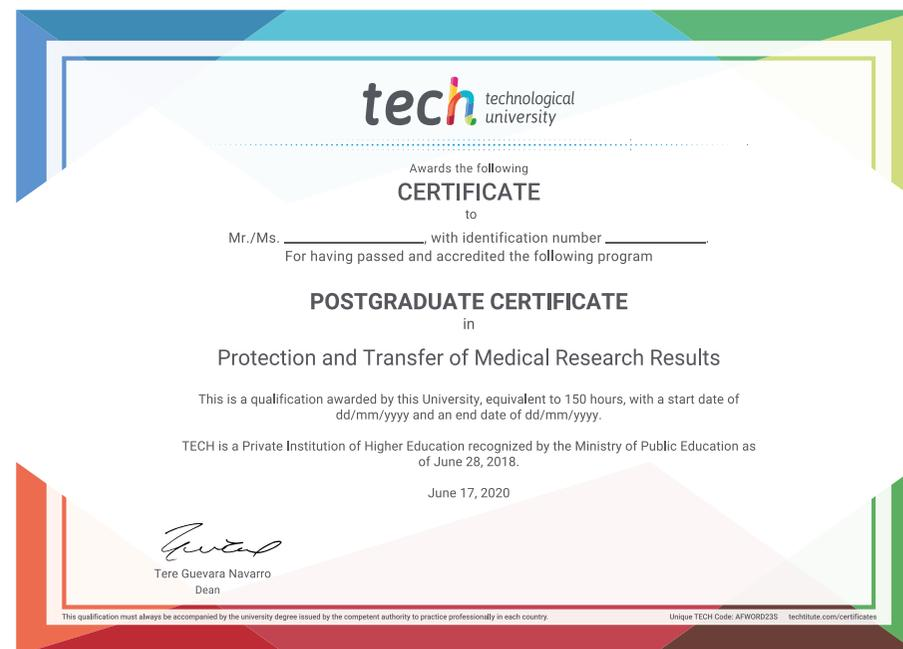 tech technological
university
Awards the following
CERTIFICATE
to
Mr./Ms. ____________, with identification number ____________.
For having passed and accredited the following program
POSTGRADUATE CERTIFICATE
in
Protection and Transfer of Medical Research Results
This is a qualification awarded by this University, equivalent to 150 hours, with a start date of
dd/mm/yyyy and an end date of dd/mm/yyyy.
TECH is a Private Institution of Higher Education recognized by the Ministry of Public Education as
of June 28, 2018.
June 17, 2020
Tere Guevara Navarro
Dean
This qualification must always be accompanied by the university degree issued by the competent authority to practice professionally in each country. Unique TECH Code: AFWORD23S techtitute.com/certificates